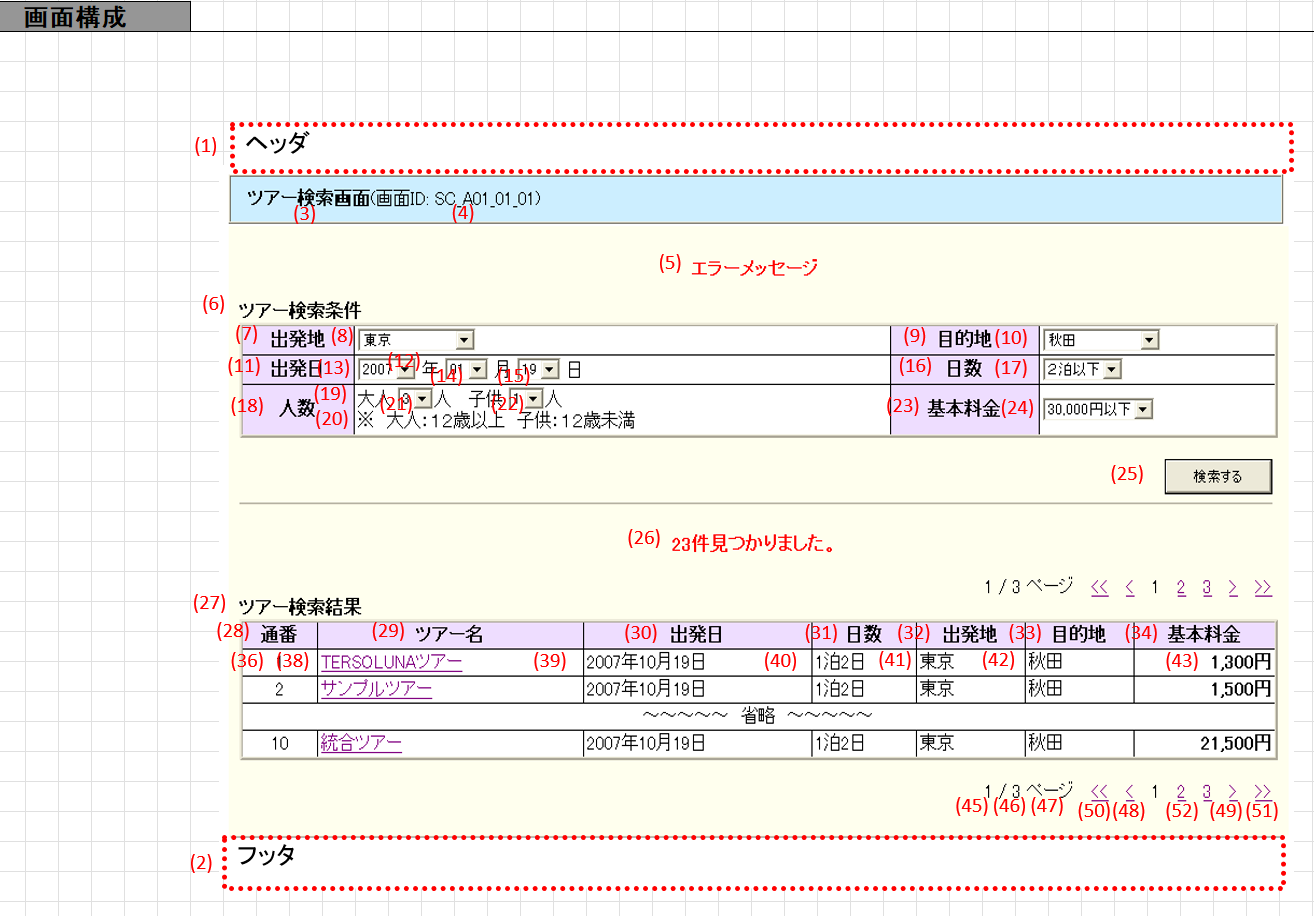 画面構成
(1) ヘッダ
ツアー検索画面(画面ID: SC_A01_01_01)
(3) (4)
(5) エラーメッセージ
(6) ツアー検索条件
(7) 出発地 (8) 東京 (9) 目的地 (10) 秋田
(11) 出発日 (13) 2007 (12) 年 01 月 19 日 (16) 日数 (17) 2泊以下
(14) (15)
(18) 人数 (19) 大人 3 人 子供 1 人 (23) 基本料金 (24) 30,000円以下
(21) (22)
(20) ※ 大人：12歳以上 子供：12歳未満
(25) 検索する
(26) 23件見つかりました。
1 / 3 ページ << < 1 2 3 > >>
(27) ツアー検索結果
(28) 通番 (29) ツアー名 (30) 出発日 (31) 日数 (32) 出発地 (33) 目的地 (34) 基本料金
(36) (38) TERSOLUNAツアー (39) 2007年10月19日 (40) 1泊2日 (41) 東京 (42) 秋田 (43) 1,300円
2 サンプルツアー 2007年10月19日 1泊2日 東京 秋田 1,500円
～～～～～ 省略 ～～～～～
10 統合ツアー 2007年10月19日 1泊2日 東京 秋田 21,500円
1 / 3 ページ << < 1 2 3 > >>
(45) (46) (47) (50) (48) (52) (49) (51)
(2) フッタ